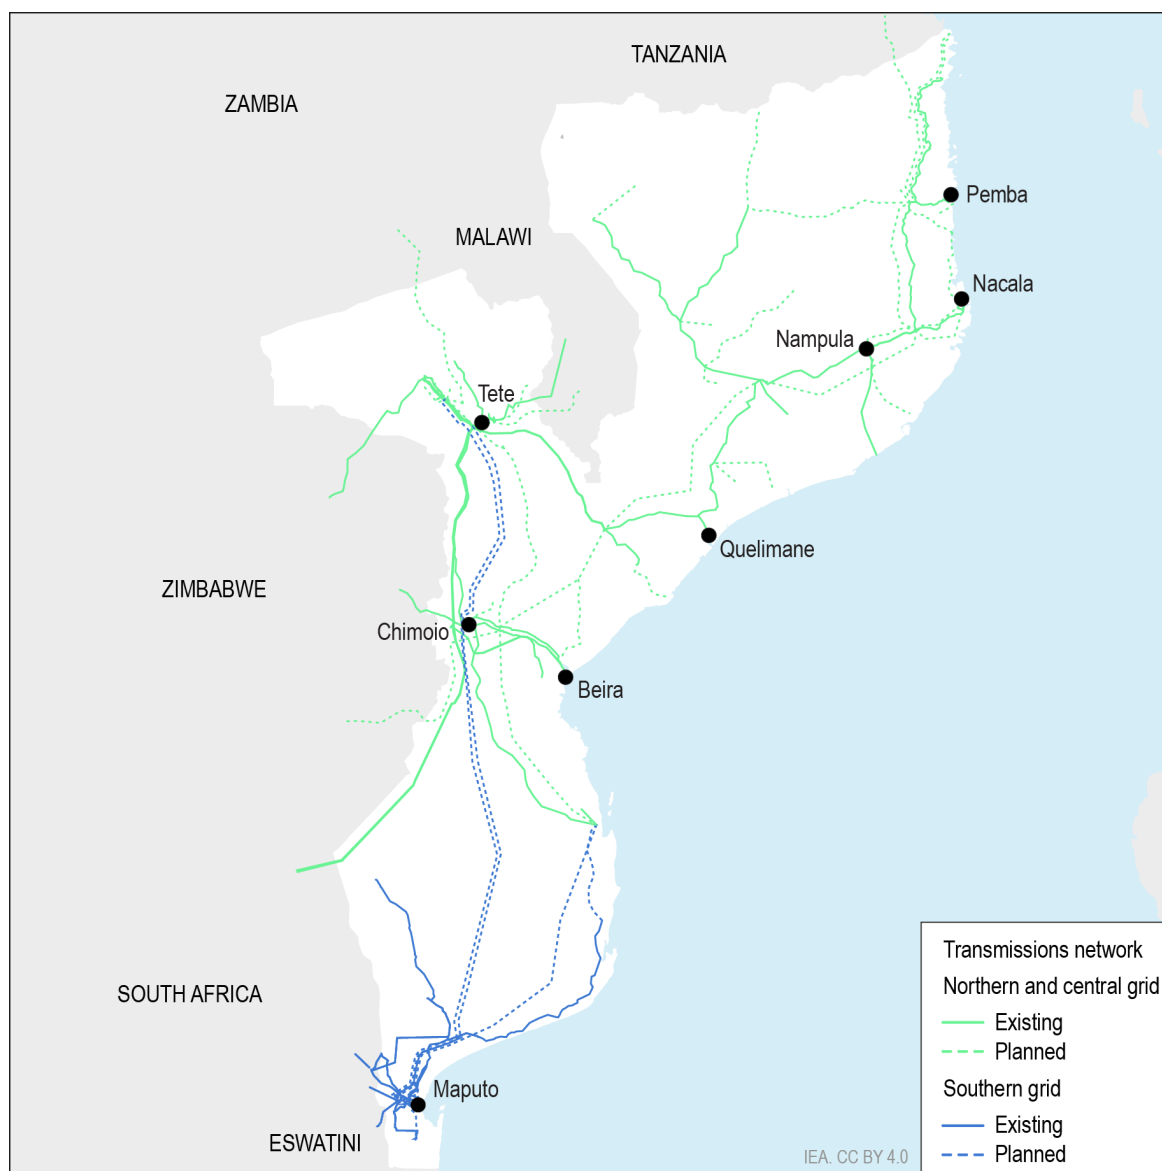 TANZANIA
ZAMBIA
Pemba
MALAWI
Nacala
Nampula
Tete
Quelimane
ZIMBABWE
Chimoio
Beira
SOUTH AFRICA
Maputo
ESWATINI
Transmissions network
Northern and central grid
Existing
Planned
Southern grid
Existing
Planned
IEA. CC BY 4.0